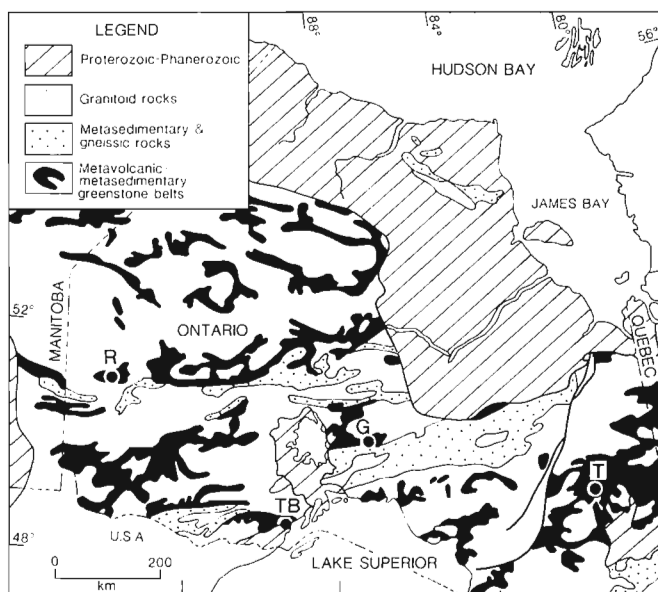 LEGEND
Proterozoic-Phanerozoic
Granitoid rocks
Metasedimentary &
gneissic rocks
Metavolcanic-
metasedimentary
greenstone belts
88°
84°
80°
56°
HUDSON BAY
JAMES BAY
52°
MANITOBA
ONTARIO
QUEBEC
R
G
T
TB
U.S.A
48°
LAKE SUPERIOR
0 200
km